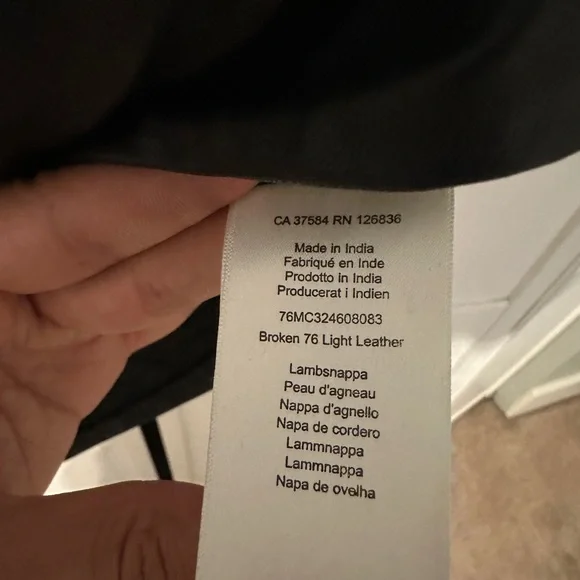 CA 37584 RN 126836
Made in India
Fabriqué en Inde
Prodotto in India
Producerat i Indien
76MC324608083
Broken 76 Light Leather
Lambsnappa
Peau d'agneau
Nappa d'agnello
Napa de cordero
Lammnappa
Lammnappa
Napa de ovelha